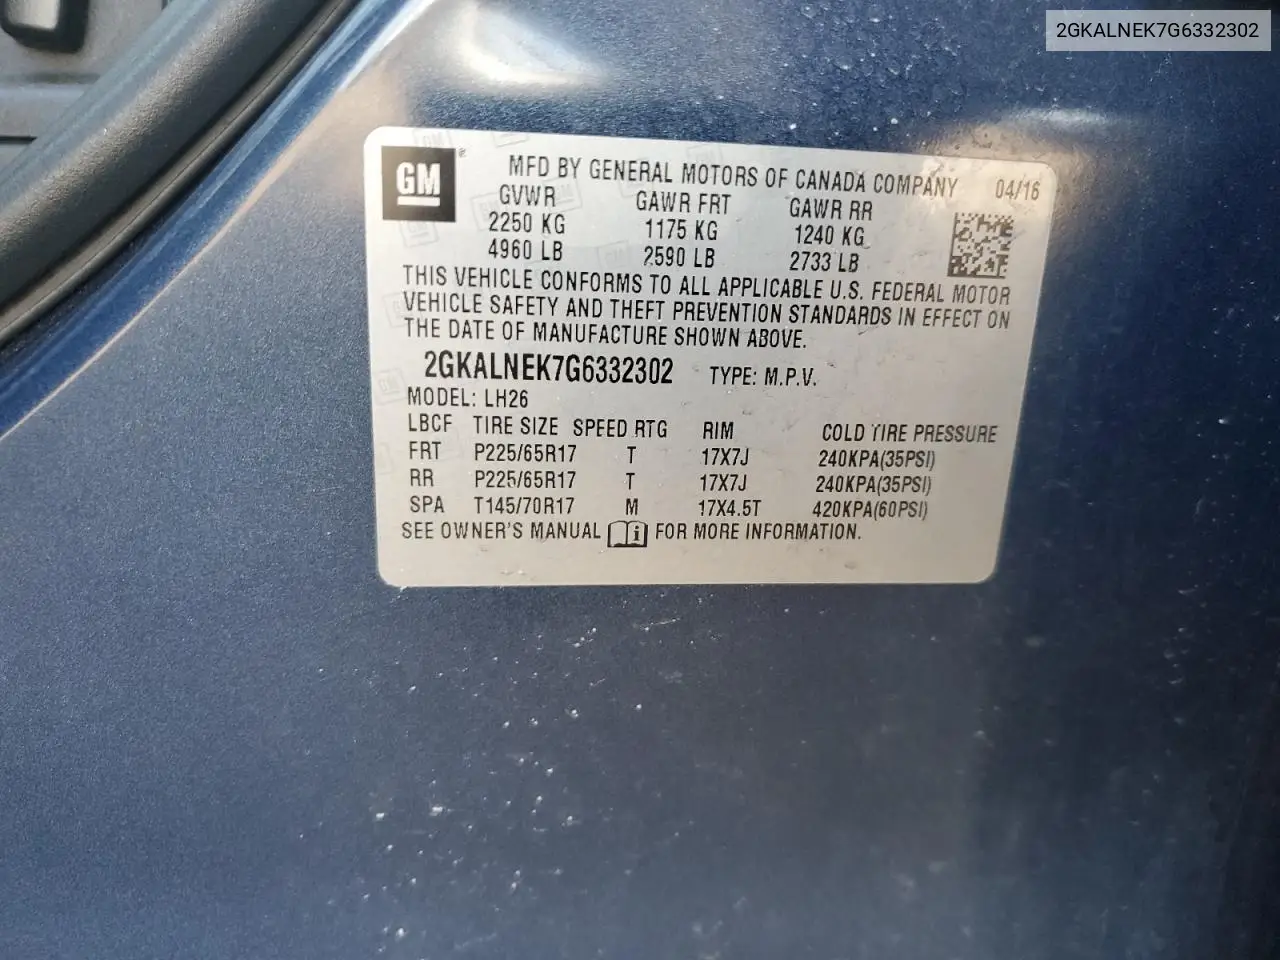 2GKALNEK7G6332302
GM ® MFD BY GENERAL MOTORS OF CANADA COMPANY 04/16
GVWR GAWR FRT GAWR RR
2250 KG 1175 KG 1240 KG
4960 LB 2590 LB 2733 LB
THIS VEHICLE CONFORMS TO ALL APPLICABLE U.S. FEDERAL MOTOR
VEHICLE SAFETY AND THEFT PREVENTION STANDARDS IN EFFECT ON
THE DATE OF MANUFACTURE SHOWN ABOVE.
2GKALNEK7G6332302 TYPE: M.P.V.
MODEL: LH26
LBCF TIRE SIZE SPEED RTG RIM COLD TIRE PRESSURE
FRT P225/65R17 T 17X7J 240KPA(35PSI)
RR P225/65R17 T 17X7J 240KPA(35PSI)
SPA T145/70R17 M 17X4.5T 420KPA(60PSI)
SEE OWNER'S MANUAL i FOR MORE INFORMATION.